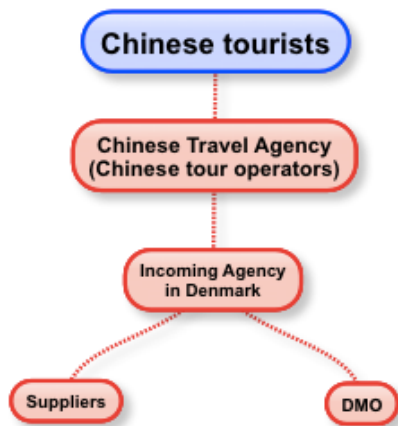 Chinese tourists
Chinese Travel Agency
(Chinese tour operators)
Incoming Agency
in Denmark
Suppliers
DMO